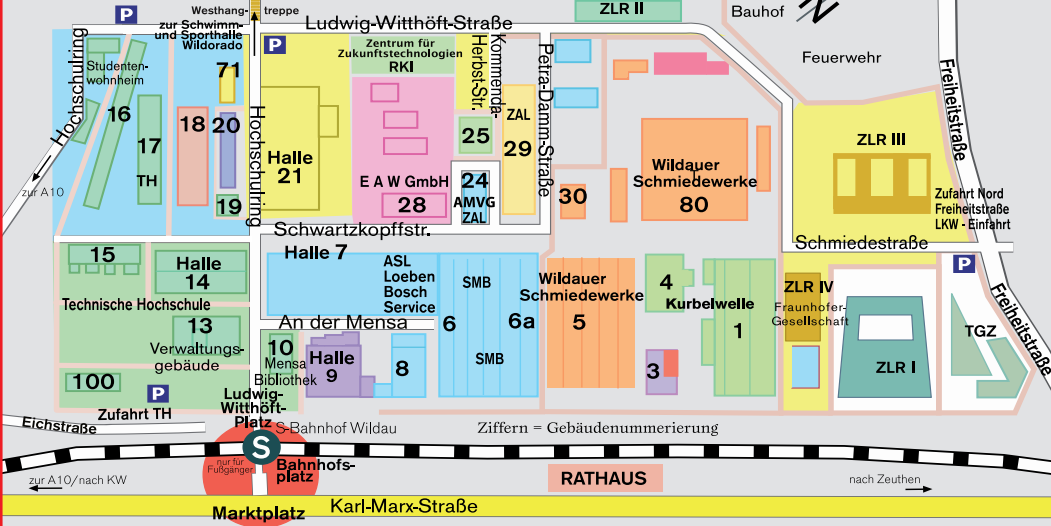 Westhang-
treppe
zur Schwimm-
und Sporthalle
Wildorado
P
P
Ludwig-Witthöft-Straße
ZLR II
Bauhof
N
Feuerwehr
Hochschulring
Studenten-
wohnheim
71
16
17
TH
18
20
19
Hochschulring
zur A10
Halle
21
Zentrum für
Zukunftstechnologien
RKI
E A W GmbH
28
Kommenda-
Herbst-Str.
25
24
AMVG
ZAL
ZAL
29
Petra-Damm-Straße
30
Wildauer
Schmiedewerke
80
ZLR III
Freiheitstraße
Zufahrt Nord
Freiheitstraße
LKW - Einfahrt
Schwartzkopffstr.
Schmiedestraße
15
Halle
14
Technische Hochschule
13
Verwaltungs-
gebäude
100
P
Zufahrt TH
Halle 7
ASL
Loeben
Bosch
Service
An der Mensa
10
Mensa
Bibliothek
Halle
9
8
6
SMB
6a
SMB
Wildauer
Schmiedewerke
5
4
Kurbelwelle
1
3
ZLR IV
Fraunhofer-
Gesellschaft
ZLR I
P
TGZ
Freiheitstraße
Eichstraße
Ludwig-
Witthöft-
Platz
S-Bahnhof Wildau
Ziffern = Gebäudenummerierung
S
nur für
Fußgänger
Bahnhofs-
platz
RATHAUS
zur A10/nach KW
nach Zeuthen
Marktplatz
Karl-Marx-Straße